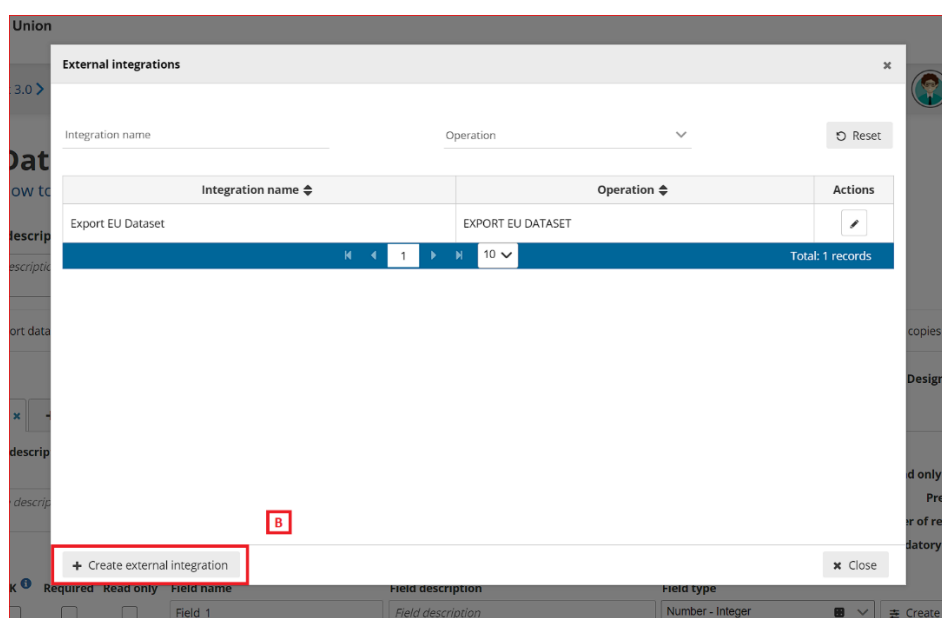 Union
External integrations
3.0
Integration name
Operation
Reset
Dat
ow to
Integration name
Operation
Actions
Export EU Dataset
EXPORT EU DATASET
descrip
1
10
Total: 1 records
escriptic
ort data
copies
Design
descrip
d only
descrip
Pre
B
er of re
datory
+ Create external integration
Close
K Required Read only Field name Field description Field type
Field_1
Field description
Number - Integer
Create